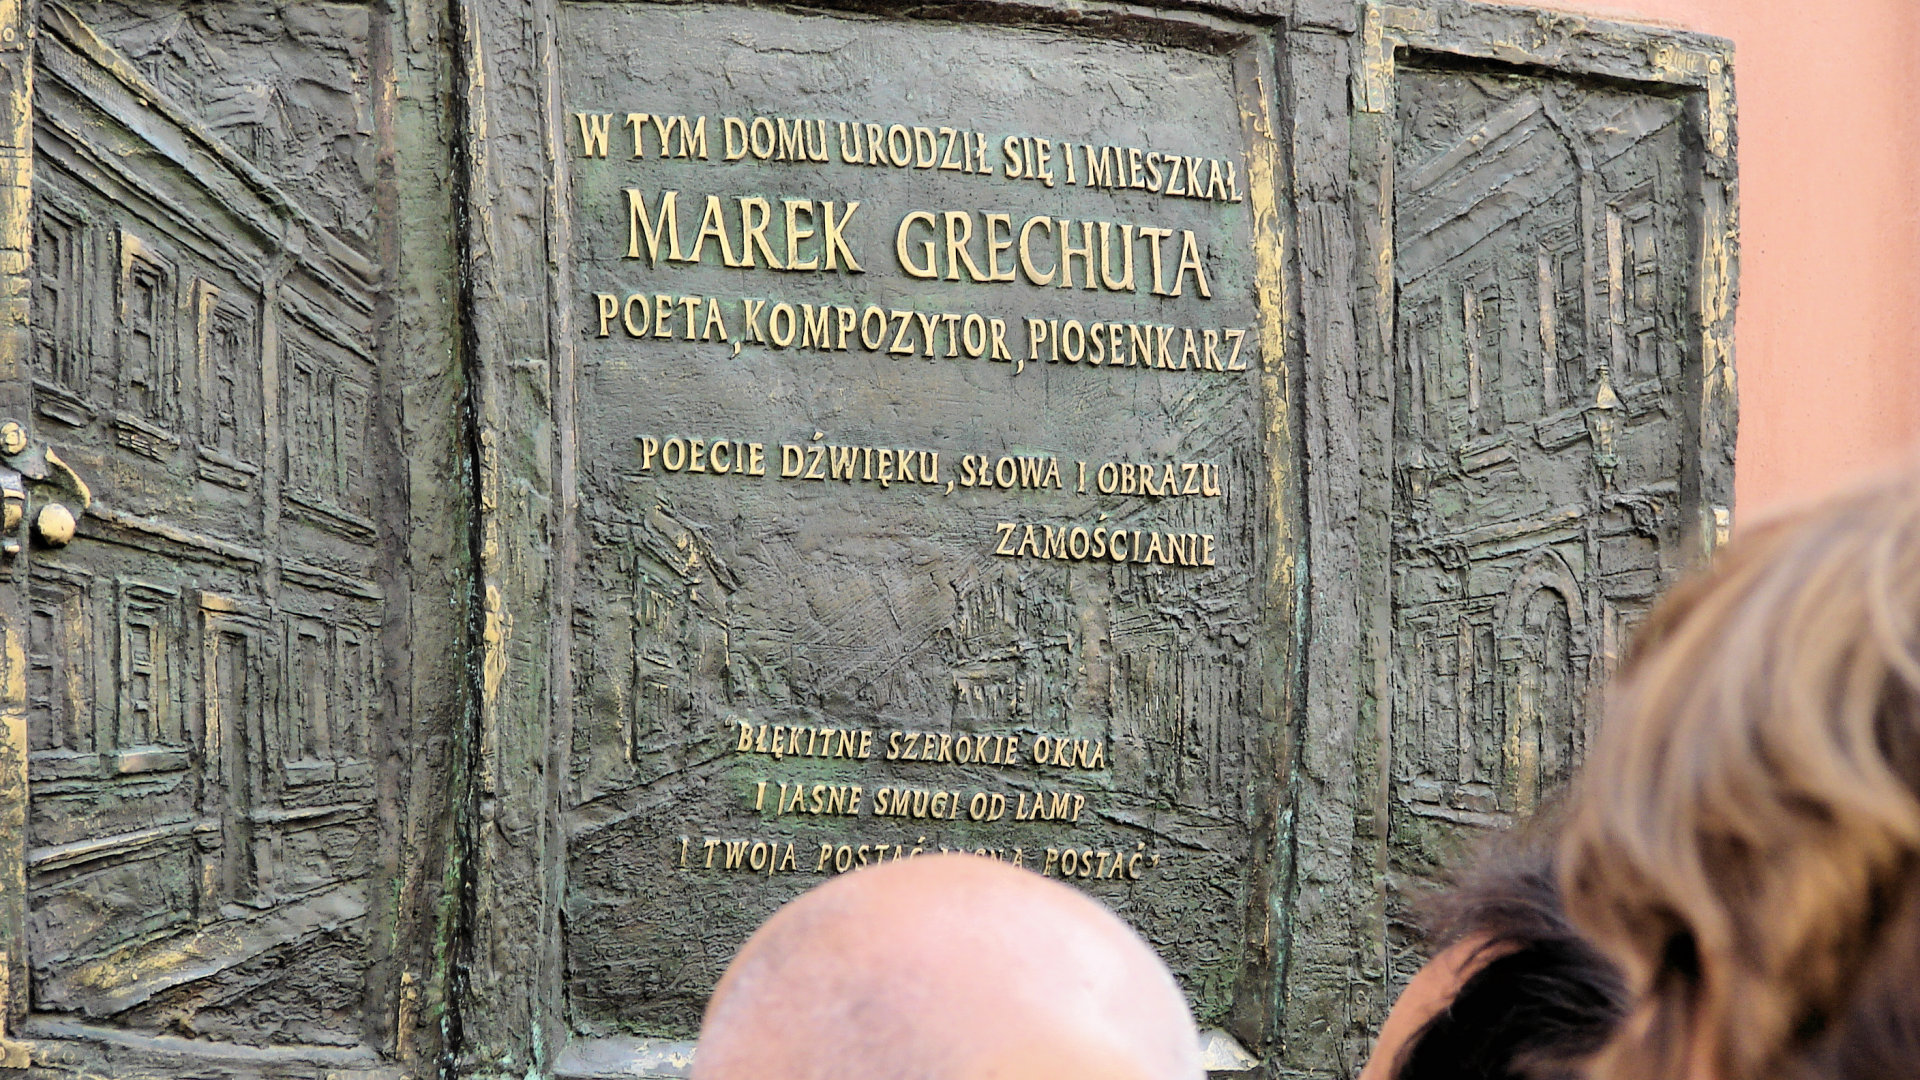 W TYM DOMU URODZIŁ SIĘ I MIESZKAŁ
MAREK GRECHUTA
POETA, KOMPOZYTOR, PIOSENKARZ
POECIE DŹWIĘKU, SŁOWA I OBRAZU
ZAMOŚCIANIE
"BŁĘKITNE SZEROKIE OKNA
I JASNE SMUGI OD LAMP
I TWOJA POSTAĆ JASNA POSTAĆ"